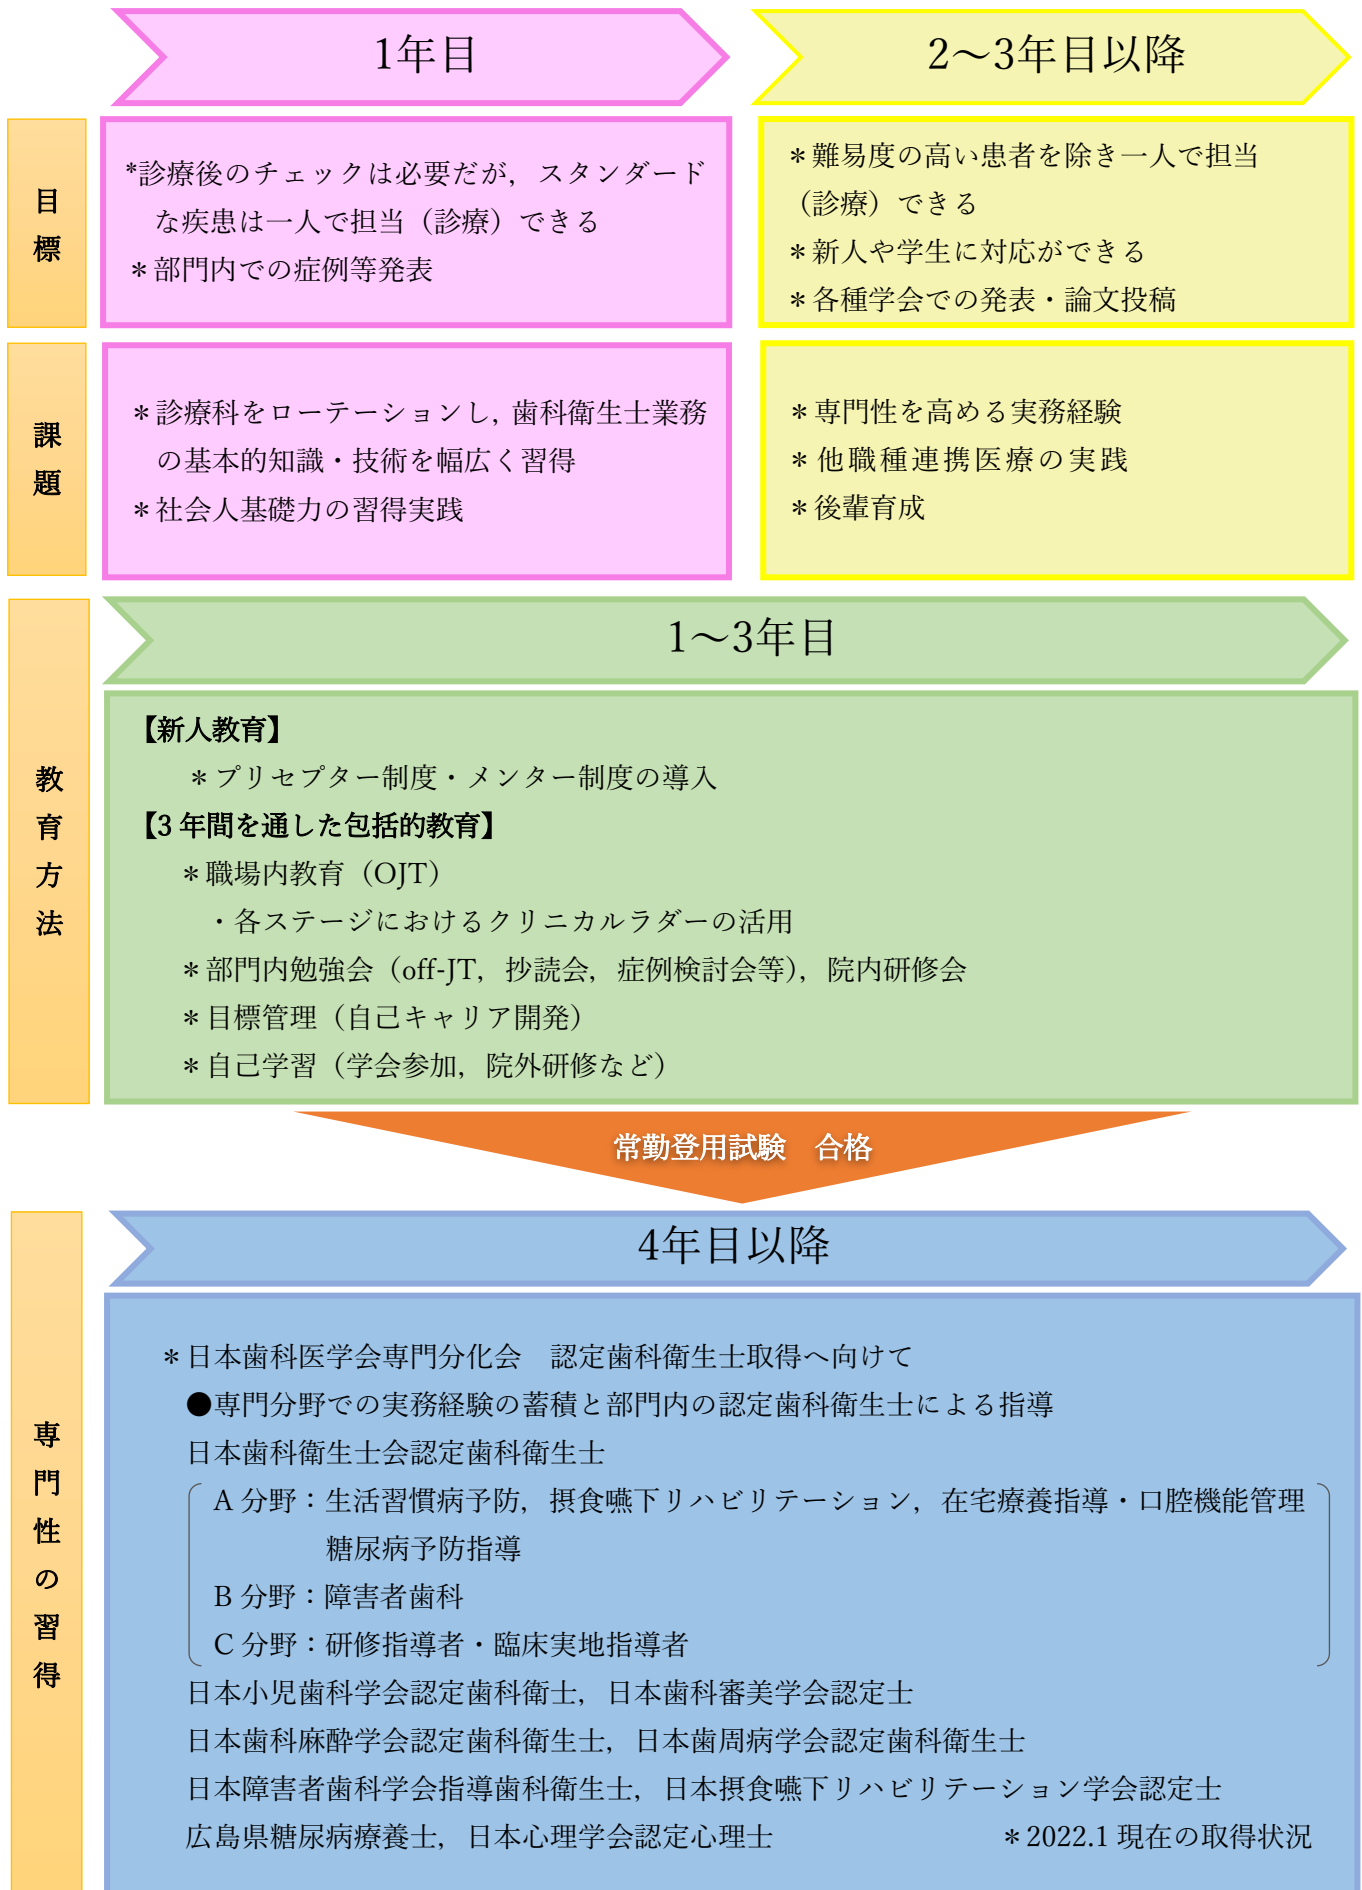 1年目
2～3年目以降
目標
*診療後のチェックは必要だが，スタンダード
な疾患は一人で担当（診療）できる
＊部門内での症例等発表
＊難易度の高い患者を除き一人で担当
（診療）できる
＊新人や学生に対応ができる
＊各種学会での発表・論文投稿
課題
＊診療科をローテーションし，歯科衛生士業務
の基本的知識・技術を幅広く習得
＊社会人基礎力の習得実践
＊専門性を高める実務経験
＊他職種連携医療の実践
＊後輩育成
教育方法
1～3年目
【新人教育】
＊プリセプター制度・メンター制度の導入
【3年間を通した包括的教育】
＊職場内教育（OJT）
・各ステージにおけるクリニカルラダーの活用
＊部門内勉強会（off-JT，抄読会，症例検討会等），院内研修会
＊目標管理（自己キャリア開発）
＊自己学習（学会参加，院外研修など）
常勤登用試験　合格
専門性の習得
4年目以降
＊日本歯科医学会専門分化会　認定歯科衛生士取得へ向けて
●専門分野での実務経験の蓄積と部門内の認定歯科衛生士による指導
日本歯科衛生士会認定歯科衛生士
A分野：生活習慣病予防，摂食嚥下リハビリテーション，在宅療養指導・口腔機能管理
糖尿病予防指導
B分野：障害者歯科
C分野：研修指導者・臨床実地指導者
日本小児歯科学会認定歯科衛士，日本歯科審美学会認定士
日本歯科麻酔学会認定歯科衛生士，日本歯周病学会認定歯科衛生士
日本障害者歯科学会指導歯科衛生士，日本摂食嚥下リハビリテーション学会認定士
広島県糖尿病療養士，日本心理学会認定心理士　＊2022.1現在の取得状況